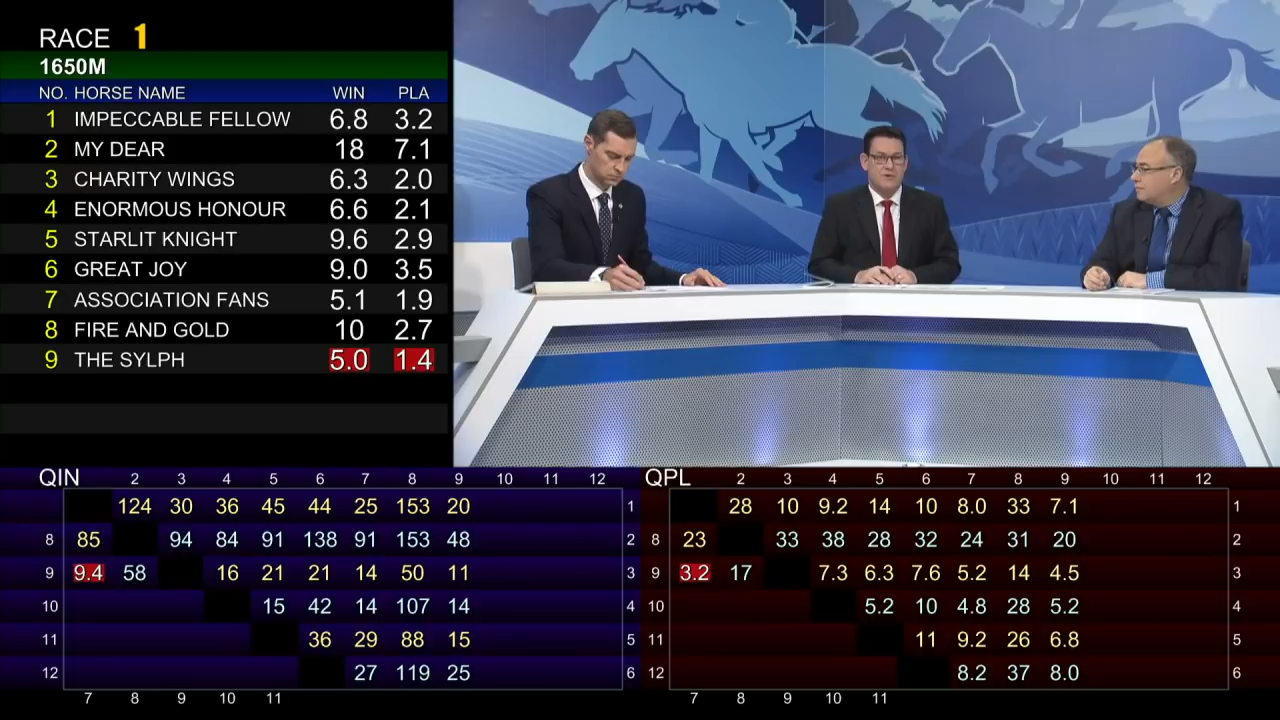 RACE 1
1650M
NO. HORSE NAME WIN PLA
1 IMPECCABLE FELLOW 6.8 3.2
2 MY DEAR 18 7.1
3 CHARITY WINGS 6.3 2.0
4 ENORMOUS HONOUR 6.6 2.1
5 STARLIT KNIGHT 9.6 2.9
6 GREAT JOY 9.0 3.5
7 ASSOCIATION FANS 5.1 1.9
8 FIRE AND GOLD 10 2.7
9 THE SYLPH 5.0 1.4
QIN 2 3 4 5 6 7 8 9 10 11 12
124 30 36 45 44 25 153 20 1
8 85 94 84 91 138 91 153 48 2
9 9.4 58 16 21 21 14 50 11 3
10 15 42 14 107 14 4
11 36 29 88 15 5
12 27 119 25 6
7 8 9 10 11
QPL 2 3 4 5 6 7 8 9 10 11 12
28 10 9.2 14 10 8.0 33 7.1 1
8 23 33 38 28 32 24 31 20 2
9 3.2 17 7.3 6.3 7.6 5.2 14 4.5 3
10 5.2 10 4.8 28 5.2 4
11 11 9.2 26 6.8 5
12 8.2 37 8.0 6
7 8 9 10 11